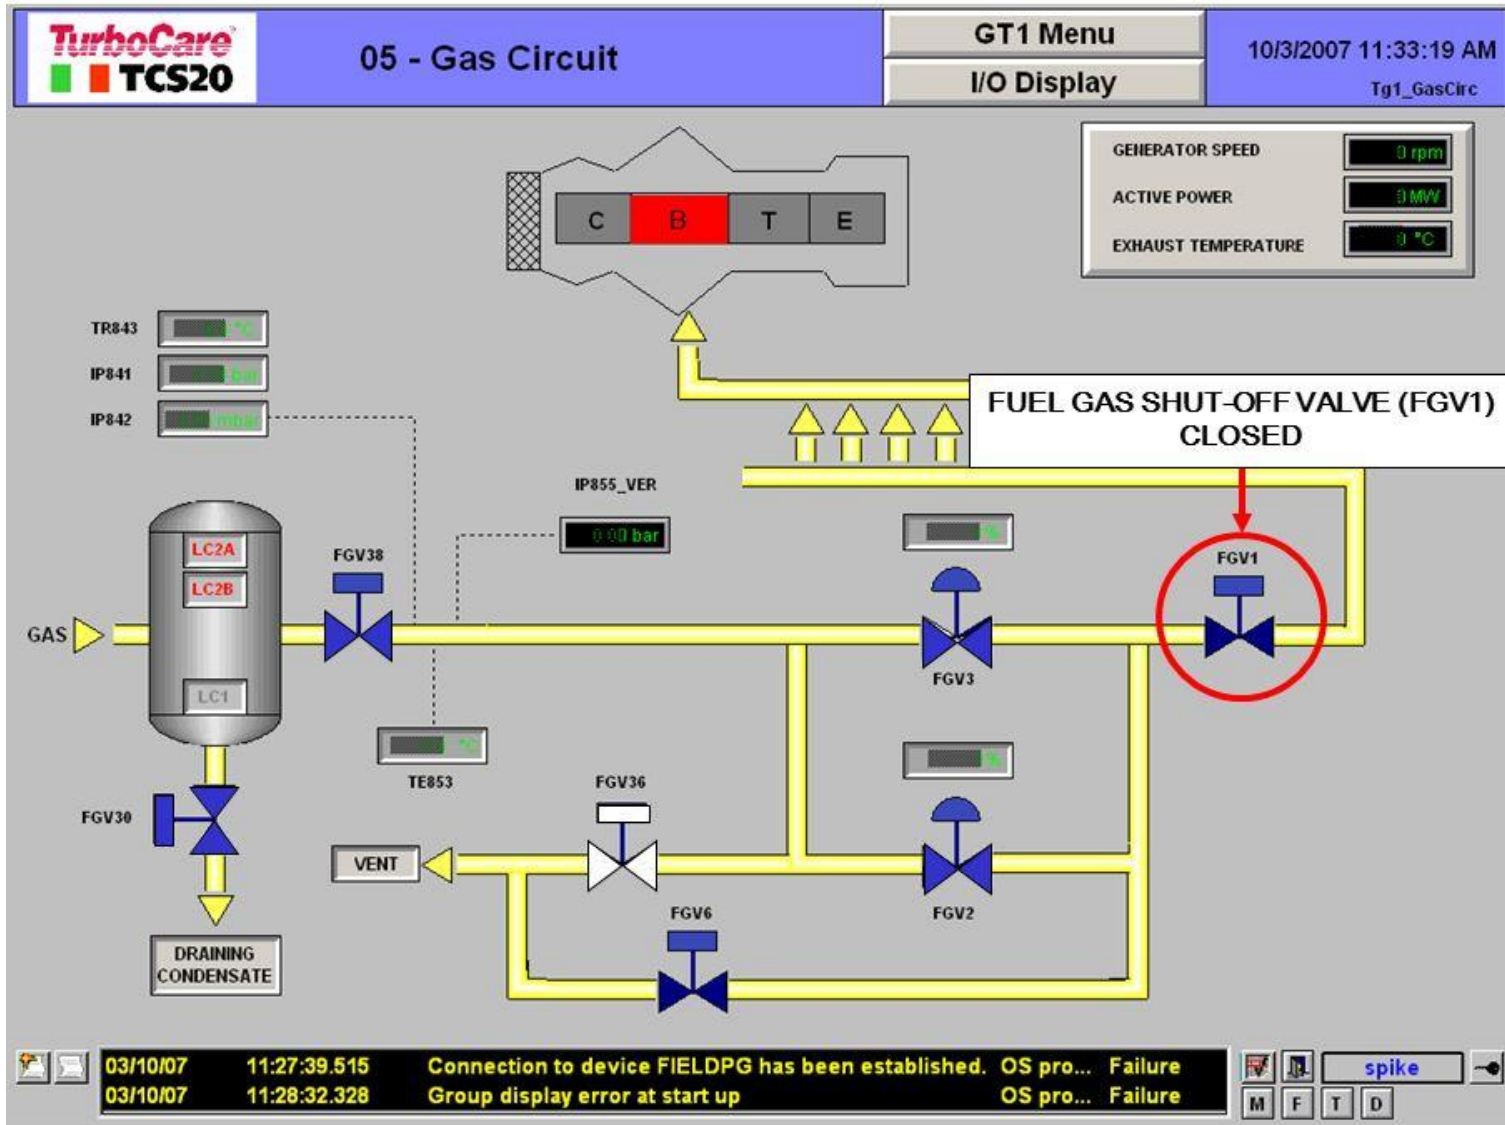 TurboCare
TCS20
05 - Gas Circuit
GT1 Menu
I/O Display
10/3/2007 11:33:19 AM
Tg1_GasCirc
GENERATOR SPEED
0 rpm
ACTIVE POWER
0 MW
EXHAUST TEMPERATURE
0 °C
C B T E
TR843
°C
IP841
bar
IP842
mbar
FUEL GAS SHUT-OFF VALVE (FGV1)
CLOSED
IP855_VER
0.00 bar
%
LC2A
LC2B
LC1
FGV38
FGV1
GAS
FGV3
%
°C
TE853
FGV36
FGV30
VENT
FGV6
FGV2
DRAINING
CONDENSATE
03/10/07 11:27:39.515 Connection to device FIELDPG has been established. OS pro... Failure
03/10/07 11:28:32.328 Group display error at start up OS pro... Failure
spike
M F T D